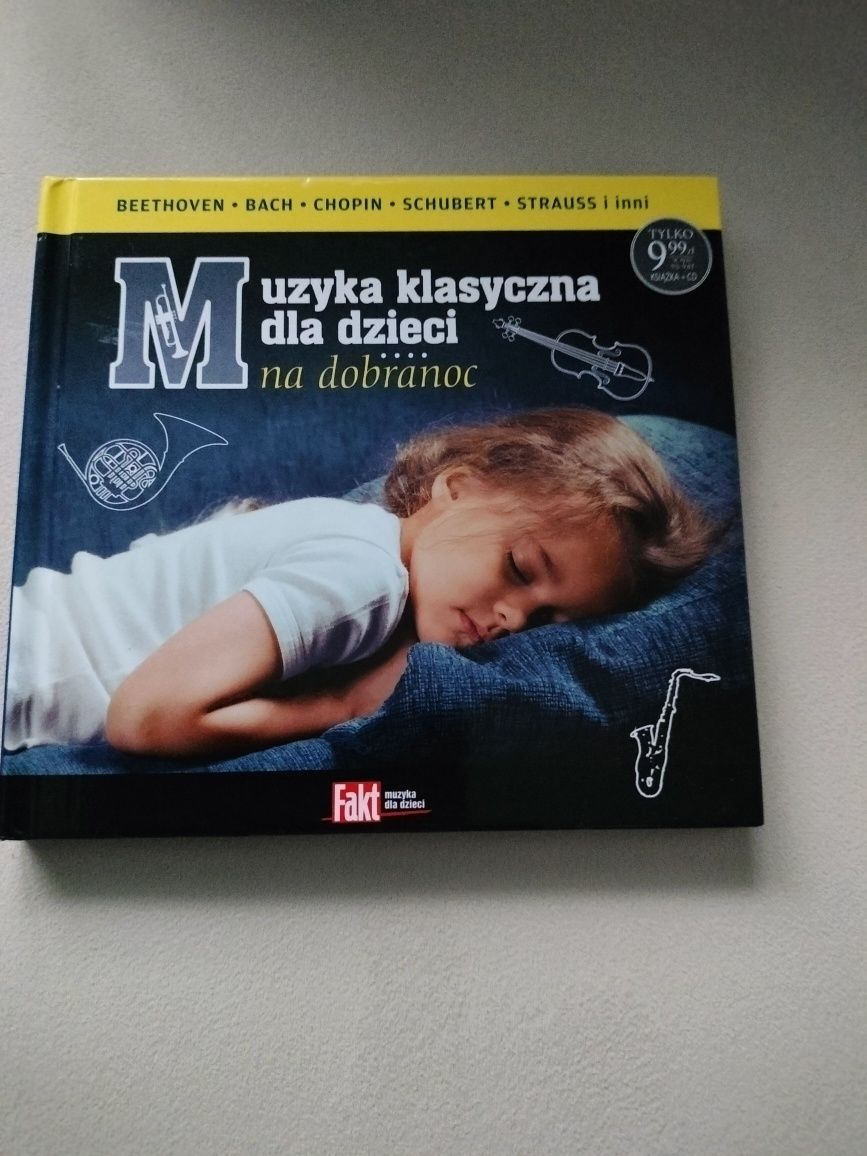 BEETHOVEN • BACH • CHOPIN • SCHUBERT • STRAUSS i inni
TYLKO
9,99 zł
KSIĄŻKA + CD
Muzyka klasyczna
dla dzieci
na dobranoc
Fakt muzyka
dla dzieci